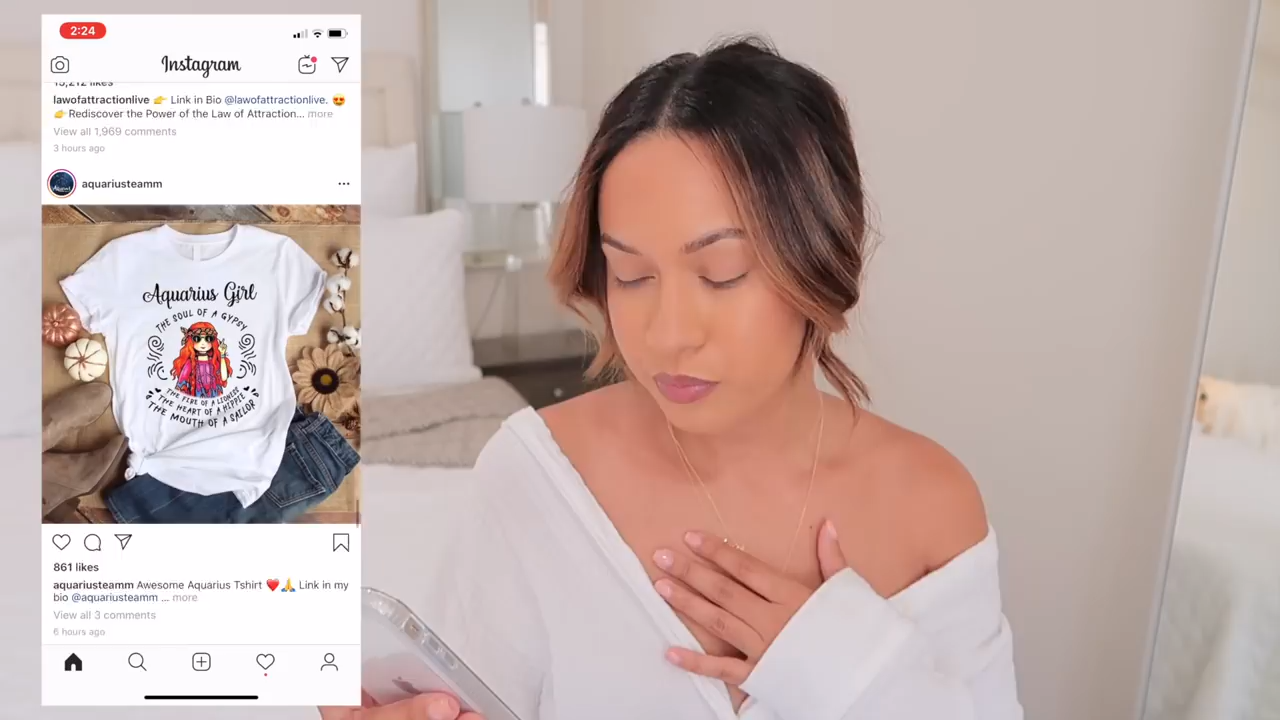 2:24
Instagram
15,212 likes
lawofattractionlive 👉 Link in Bio @lawofattractionlive. 😍
👉 Rediscover the Power of the Law of Attraction... more
View all 1,969 comments
3 hours ago
aquariusteamm
Aquarius Girl
THE SOUL OF A GYPSY
THE FIRE OF A LIONESS
THE HEART OF A HIPPIE
THE MOUTH OF A SAILOR
861 likes
aquariusteamm Awesome Aquarius Tshirt ❤️🙏 Link in my
bio @aquariusteamm ... more
View all 3 comments
6 hours ago